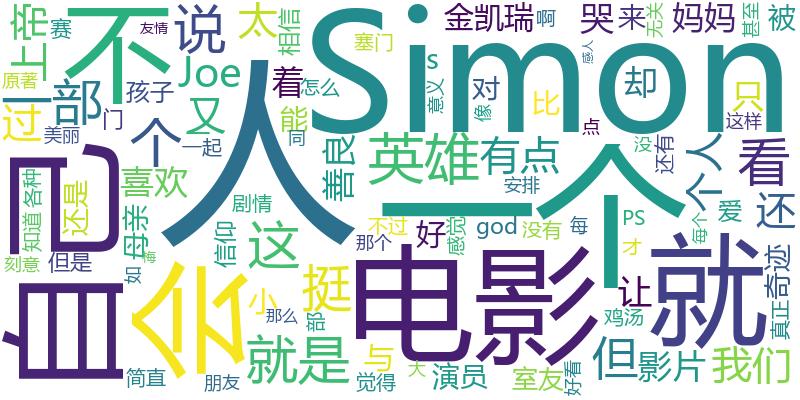 上帝
赛
友情
不
说
太
相信
Simon
金凯瑞
哭
来
啊
妈妈
无关
甚至
被
原著
一部
Joe
着
塞门
怎么
s
意义
对
像
感人
却
只
过
孩子
门
个
又
能
比
这样
美丽
一起
同
点
没
还有
自己
人
英雄
有点
一个
个人
看
知道
各种
还是
喜欢
善良
安排
爱
还
母亲
剧情
不过
好
god
没有
每
PS
每个
信仰
这
那个
感觉
才
刻意
但是
如
梅
会
小
挺
电影
让
就
真正
奇迹
那么
部
鸡汤
简直
就是
与
大
演员
室友
好看
但
影片
我们
朋友
觉得